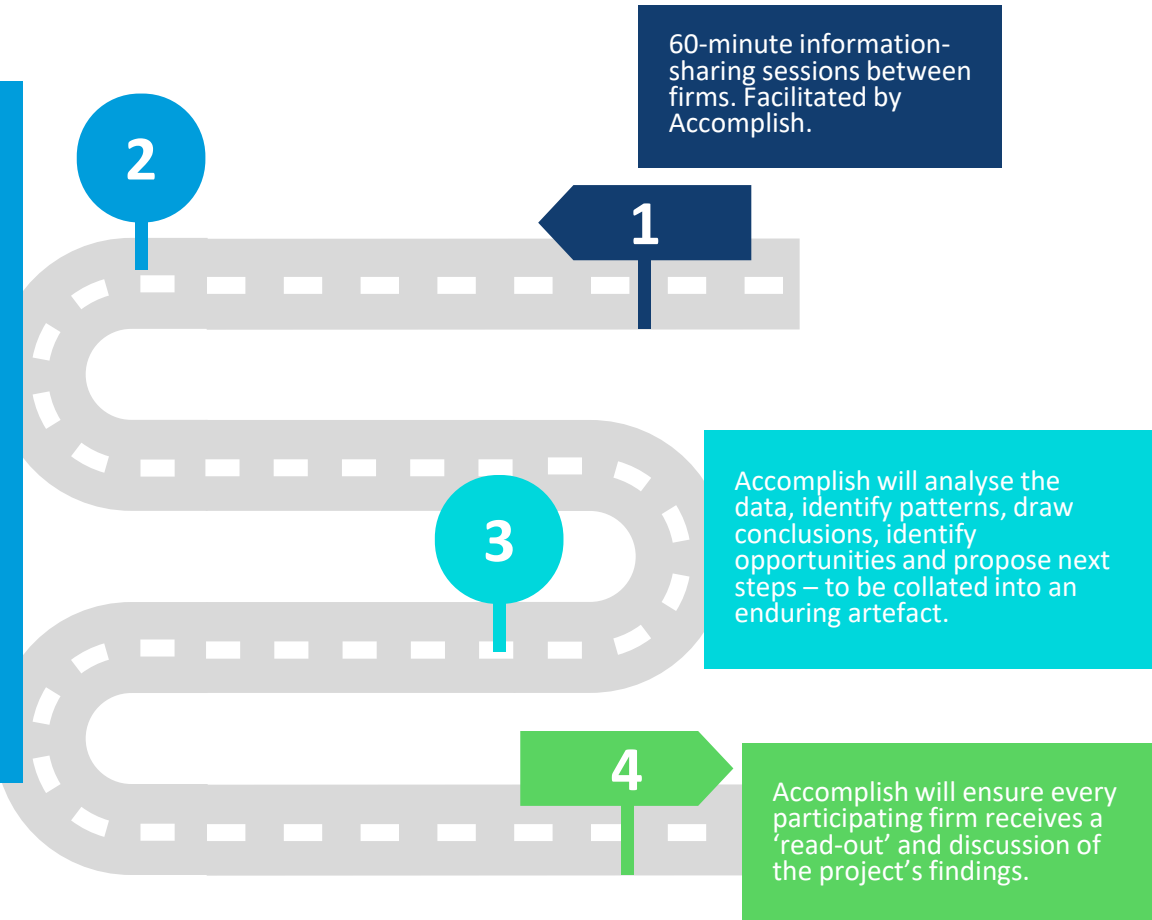 60-minute information-
sharing sessions between
firms. Facilitated by
Accomplish.
2
1
Accomplish will analyse the
data, identify patterns, draw
conclusions, identify
opportunities and propose next
steps – to be collated into an
enduring artefact.
3
4
Accomplish will ensure every
participating firm receives a
‘read-out’ and discussion of
the project’s findings.